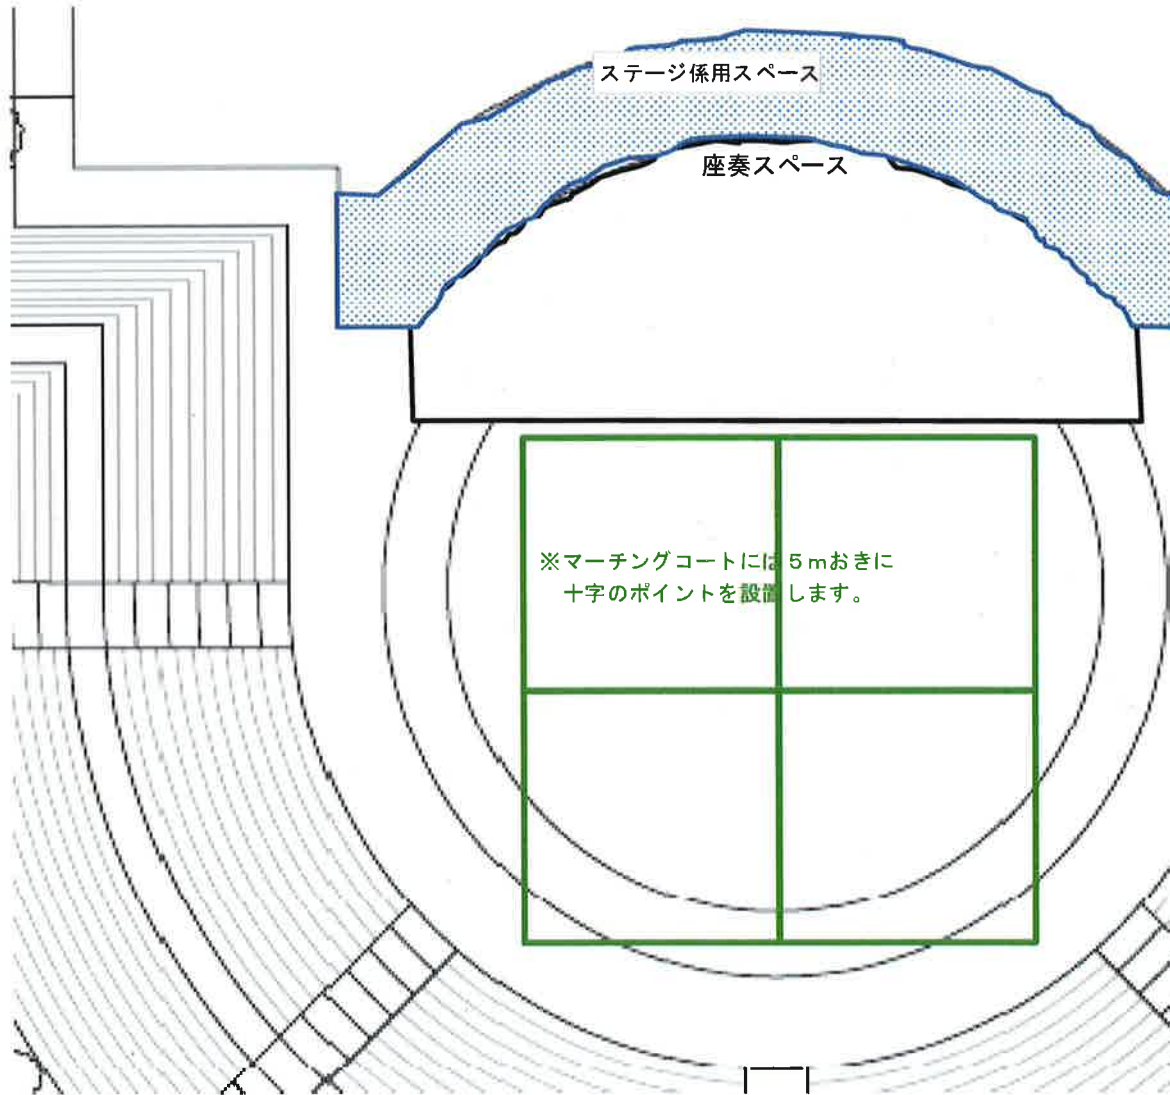 ステージ係用スペース
座奏スペース
※マーチングコートには5mおきに
十字のポイントを設置します。